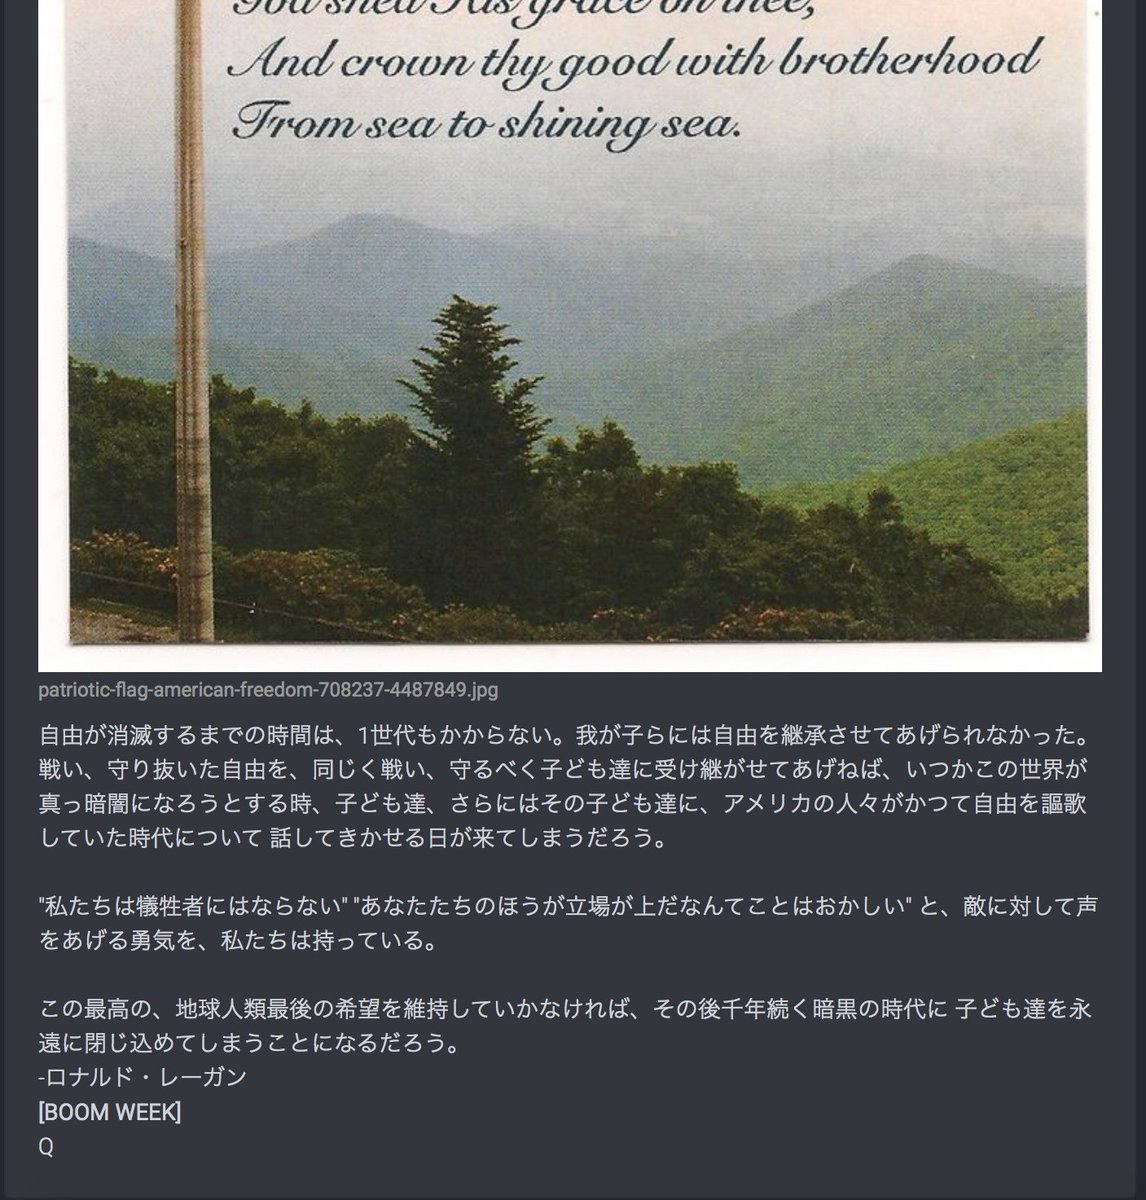 God shed His grace on thee,
And crown thy good with brotherhood
From sea to shining sea.
patriotic-flag-american-freedom-708237-4487849.jpg
自由が消滅するまでの時間は、1世代もかからない。我が子らには自由を継承させてあげられなかった。
戦い、守り抜いた自由を、同じく戦い、守るべく子ども達に受け継がせてあげねば、いつかこの世界が
真っ暗闇になろうとする時、子ども達、さらにはその子ども達に、アメリカの人々がかつて自由を謳歌
していた時代について 話してきかせる日が来てしまうだろう。
"私たちは犠牲者にはならない" "あなたたちのほうが立場が上だなんてことはおかしい" と、敵に対して声
をあげる勇気を、私たちは持っている。
この最高の、地球人類最後の希望を維持していかなければ、その後千年続く暗黒の時代に 子ども達を永
遠に閉じ込めてしまうことになるだろう。
-ロナルド・レーガン
[BOOM WEEK]
Q